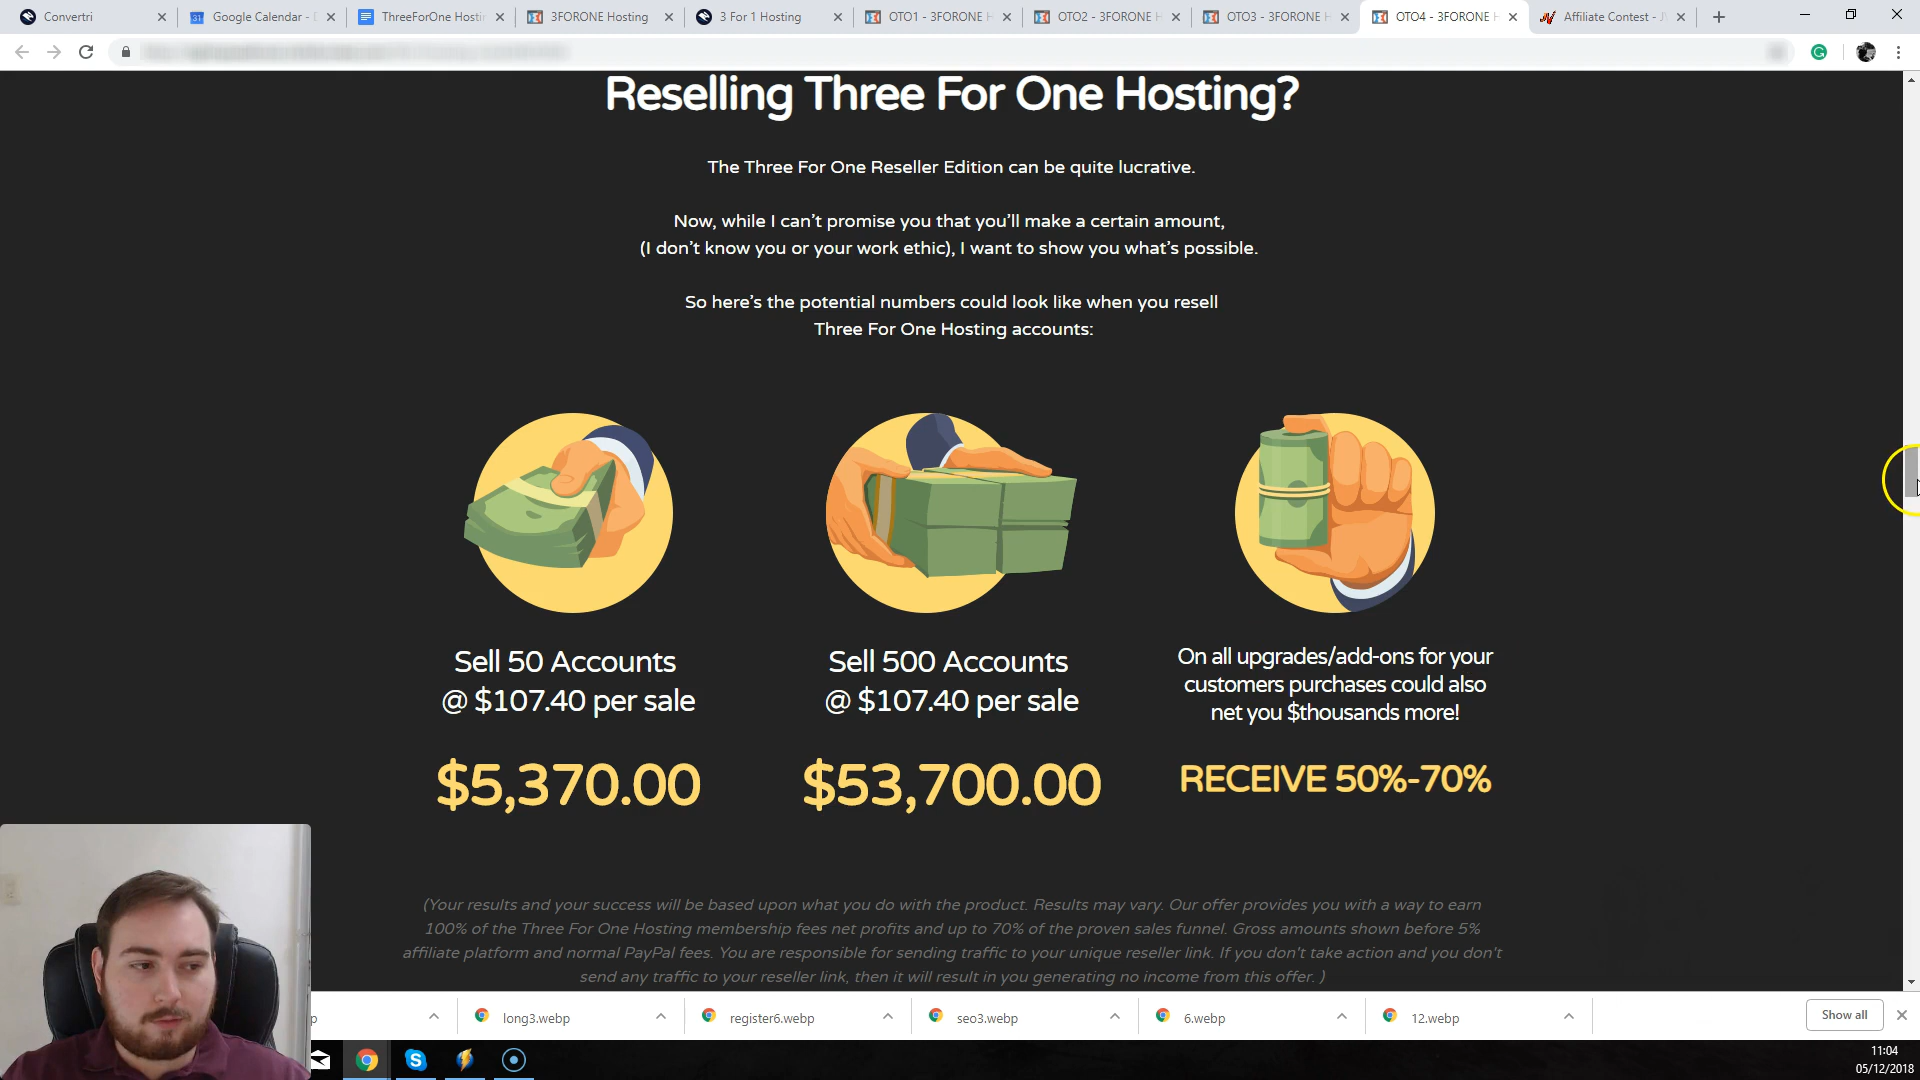 Convertri
Google Calendar - D
ThreeForOne Hostin
3FORONE Hosting
3 For 1 Hosting
OTO1 - 3FORONE H
OTO2 - 3FORONE H
OTO3 - 3FORONE H
OTO4 - 3FORONE H
Affiliate Contest - JV
Reselling Three For One Hosting?
The Three For One Reseller Edition can be quite lucrative.
Now, while I can't promise you that you'll make a certain amount,
(I don't know you or your work ethic), I want to show you what's possible.
So here's the potential numbers could look like when you resell
Three For One Hosting accounts:
Sell 50 Accounts
@ $107.40 per sale
$5,370.00
Sell 500 Accounts
@ $107.40 per sale
$53,700.00
On all upgrades/add-ons for your
customers purchases could also
net you $thousands more!
RECEIVE 50%-70%
(Your results and your success will be based upon what you do with the product. Results may vary. Our offer provides you with a way to earn
100% of the Three For One Hosting membership fees net profits and up to 70% of the proven sales funnel. Gross amounts shown before 5%
affiliate platform and normal PayPal fees. You are responsible for sending traffic to your unique reseller link. If you don't take action and you don't
send any traffic to your reseller link, then it will result in you generating no income from this offer. )
p
long3.webp
register6.webp
seo3.webp
6.webp
12.webp
Show all
11:04
05/12/2018